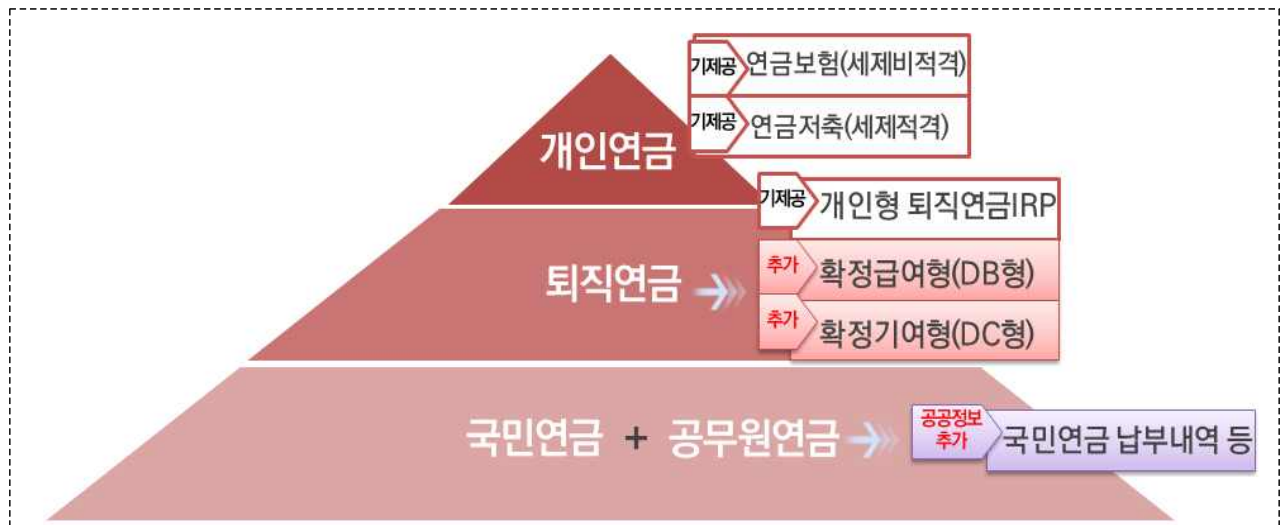 기제공 연금보험(세제비적격)
기제공 연금저축(세제적격)
개인연금
기제공 개인형 퇴직연금IRP
추가 확정급여형(DB형)
퇴직연금
추가 확정기여형(DC형)
국민연금 + 공무원연금
공공정보
추가
국민연금 납부내역 등